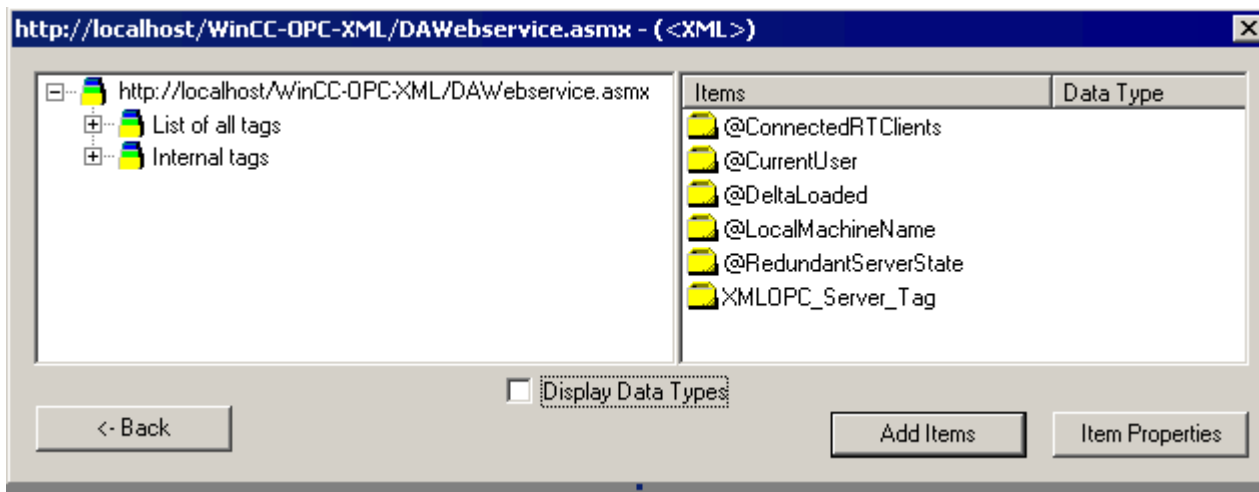 http://localhost/WinCC-OPC-XML/DAWebservice.asmx - (<XML>)
http://localhost/WinCC-OPC-XML/DAWebservice.asmx
List of all tags
Internal tags
Items Data Type
@ConnectedRTClients
@CurrentUser
@DeltaLoaded
@LocalMachineName
@RedundantServerState
XMLOPC_Server_Tag
Display Data Types
<- Back
Add Items
Item Properties